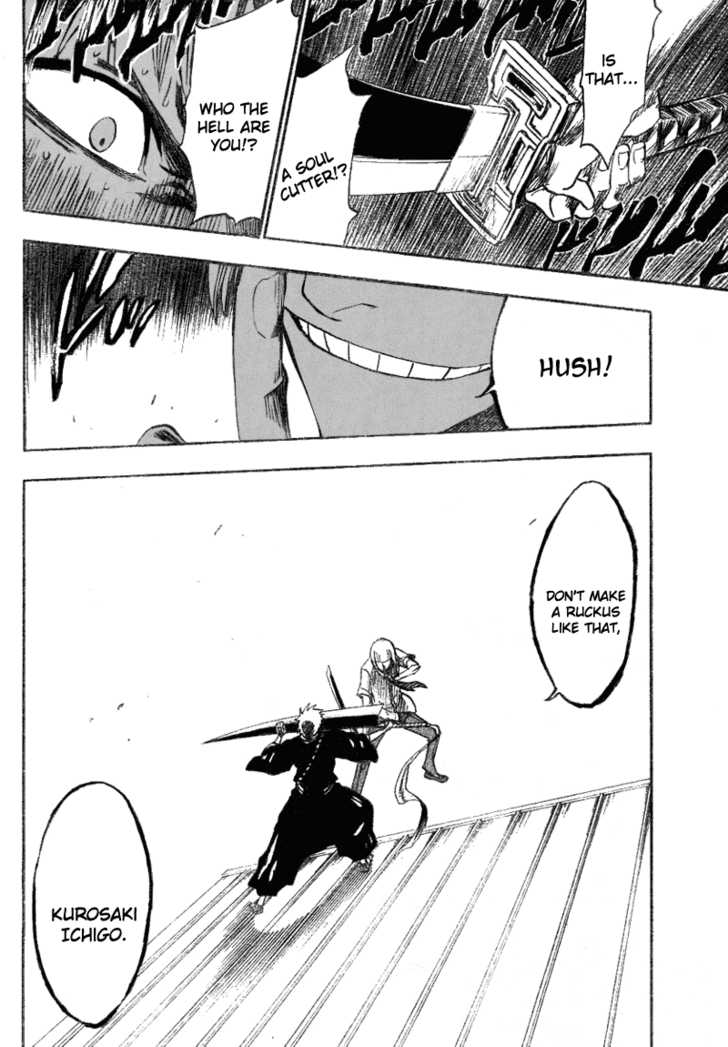 IS
THAT...
A SOUL
CUTTER!?
WHO THE
HELL ARE
YOU!?
HUSH!
DON'T MAKE
A RUCKUS
LIKE THAT,
KUROSAKI
ICHIGO.